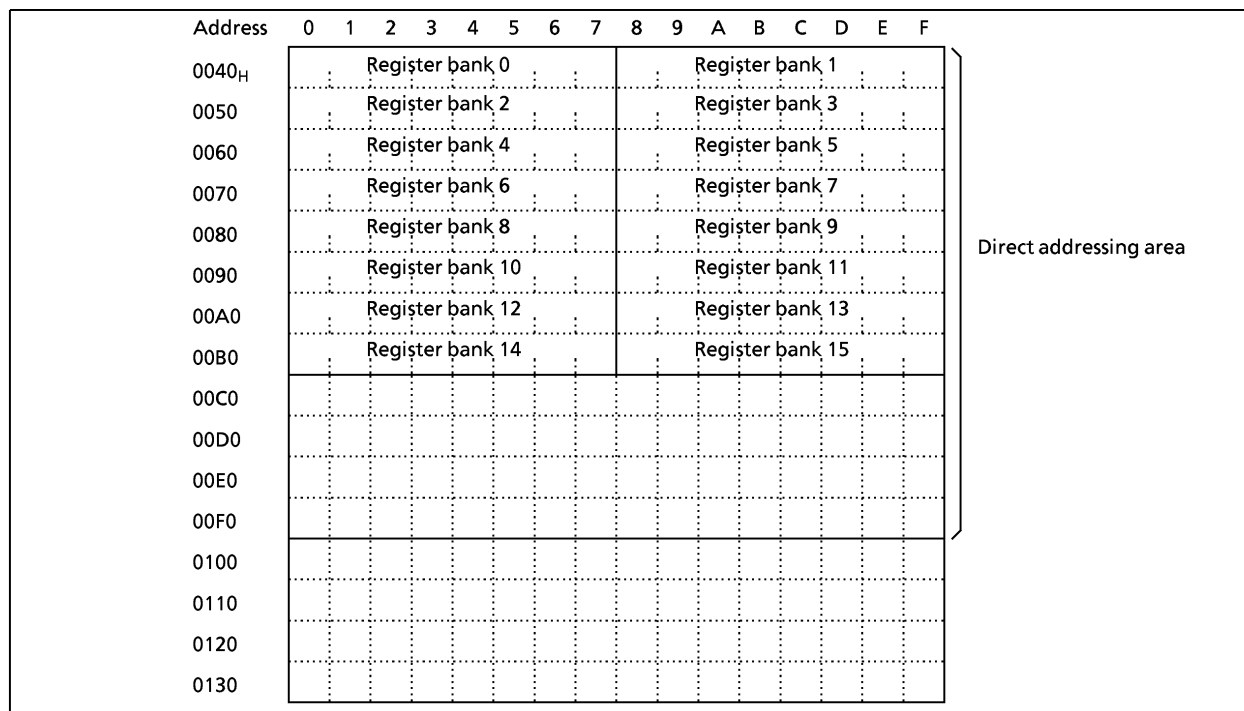 Address 0 1 2 3 4 5 6 7 8 9 A B C D E F
0040H Register bank 0 Register bank 1
0050 Register bank 2 Register bank 3
0060 Register bank 4 Register bank 5
0070 Register bank 6 Register bank 7
0080 Register bank 8 Register bank 9
Direct addressing area
0090 Register bank 10 Register bank 11
00A0 Register bank 12 Register bank 13
00B0 Register bank 14 Register bank 15
00C0
00D0
00E0
00F0
0100
0110
0120
0130